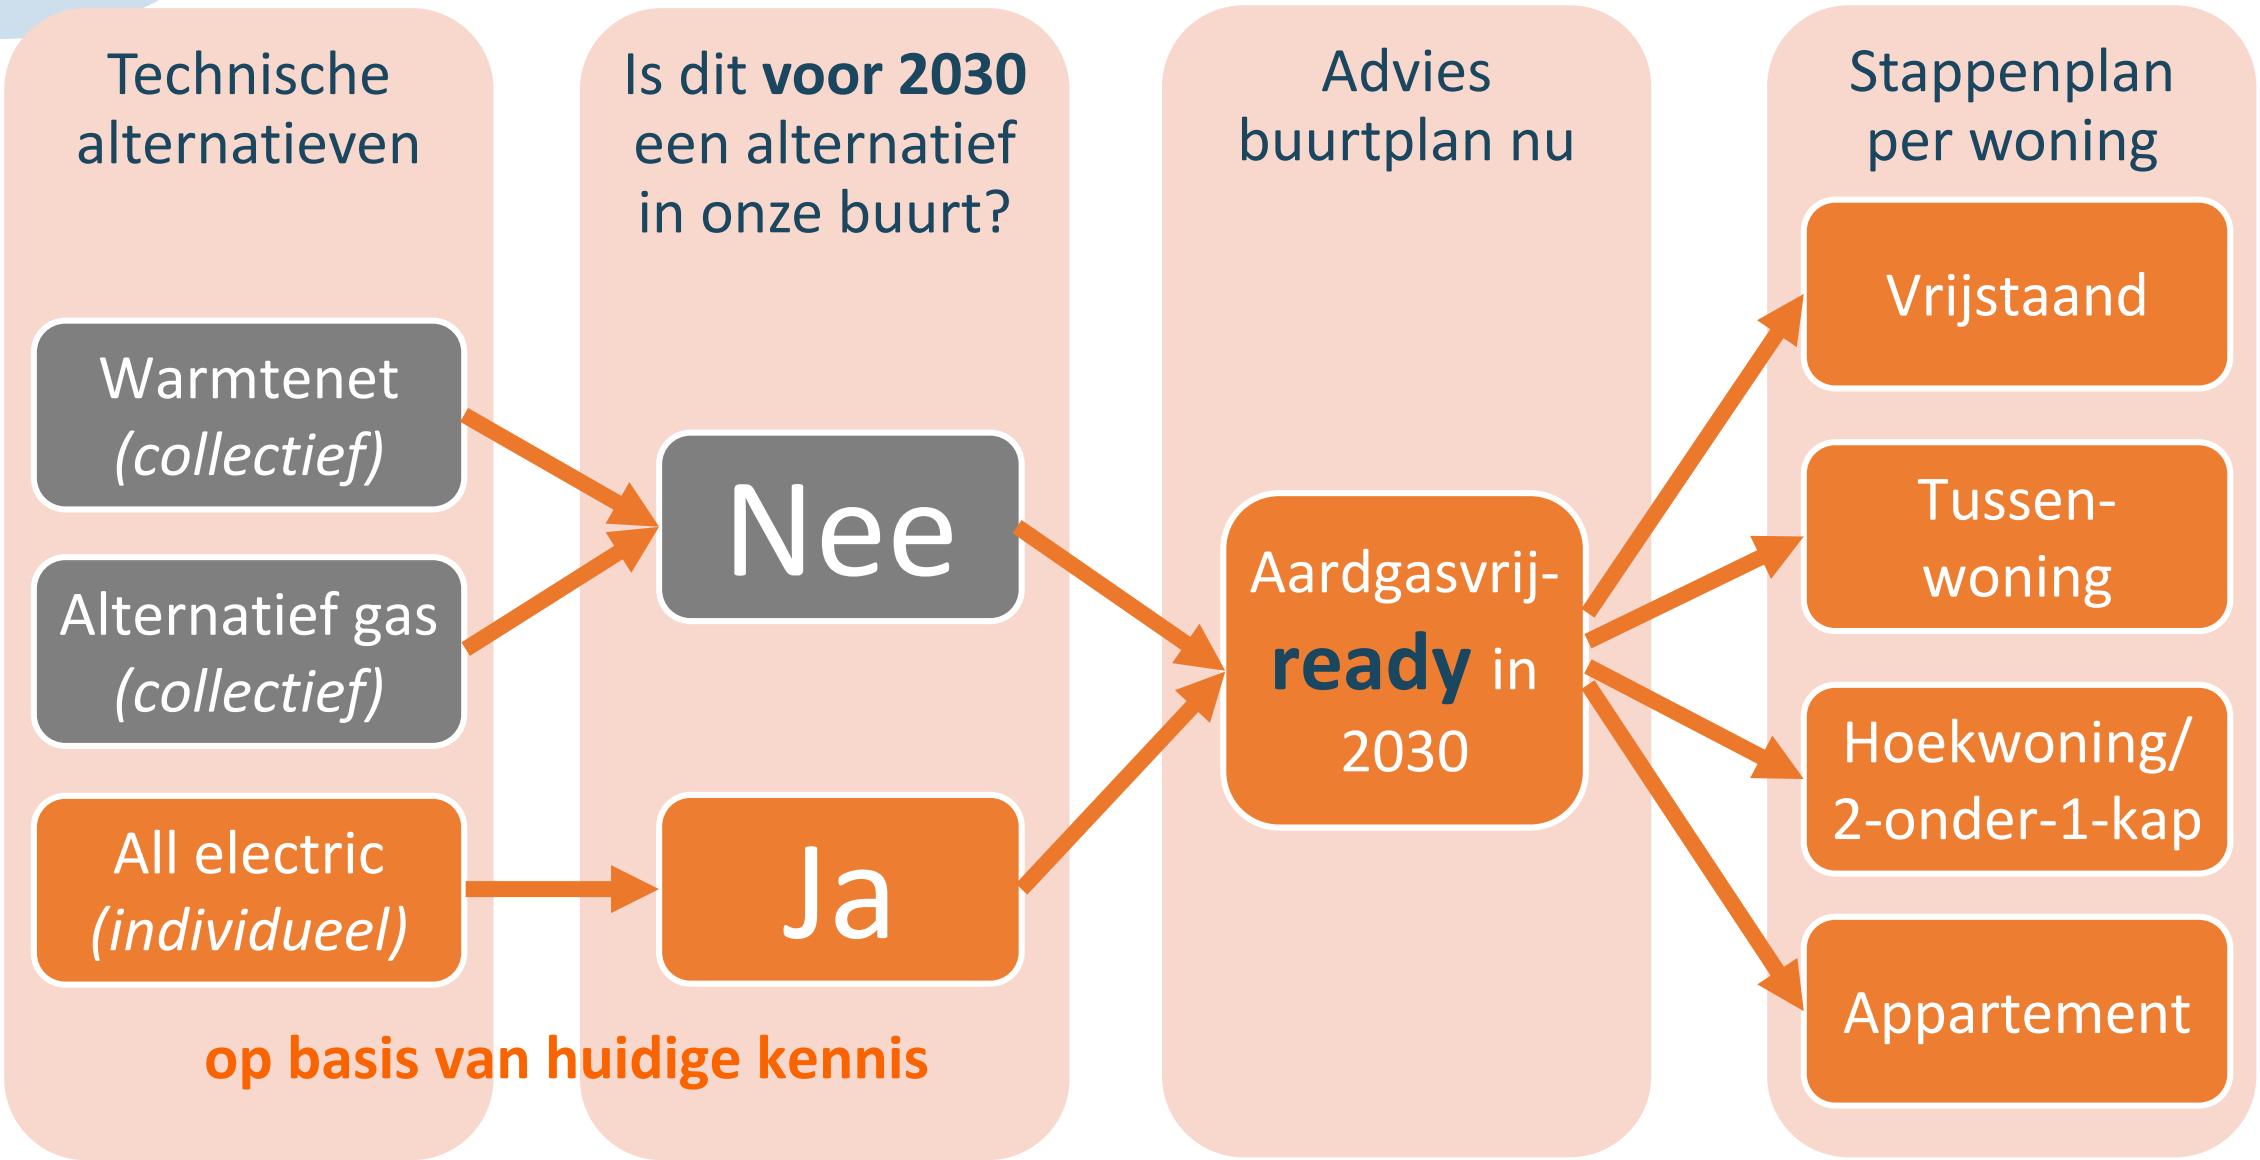 Technische
alternatieven
Warmtenet
(collectief)
Alternatief gas
(collectief)
All electric
(individueel)
Is dit voor 2030
een alternatief
in onze buurt?
Nee
Ja
op basis van huidige kennis
Advies
buurtplan nu
Aardgasvrij-
ready in
2030
Stappenplan
per woning
Vrijstaand
Tussen-
woning
Hoekwoning/
2-onder-1-kap
Appartement